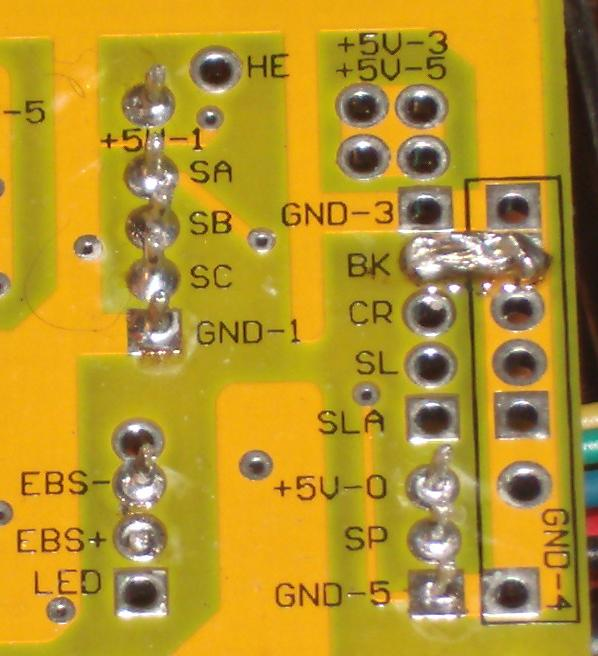 -5
HE
+5V-3
+5V-5
+5V-1
SA
SB
SC
GND-1
GND-3
BK
CR
SL
SLA
+5V-0
SP
GND-5
GND-4
EBS-
EBS+
LED